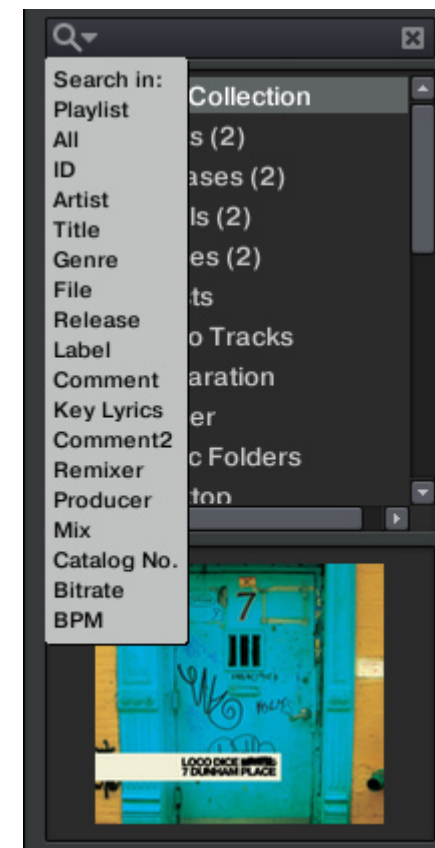 Search in:
Playlist
All
ID
Artist
Title
Genre
File
Release
Label
Comment
Key Lyrics
Comment2
Remixer
Producer
Mix
Catalog No.
Bitrate
BPM
Collection
s (2)
ases (2)
ls (2)
es (2)
ts
o Tracks
aration
er
c Folders
top
7
LOCO DICE
7 DUNHAM PLACE